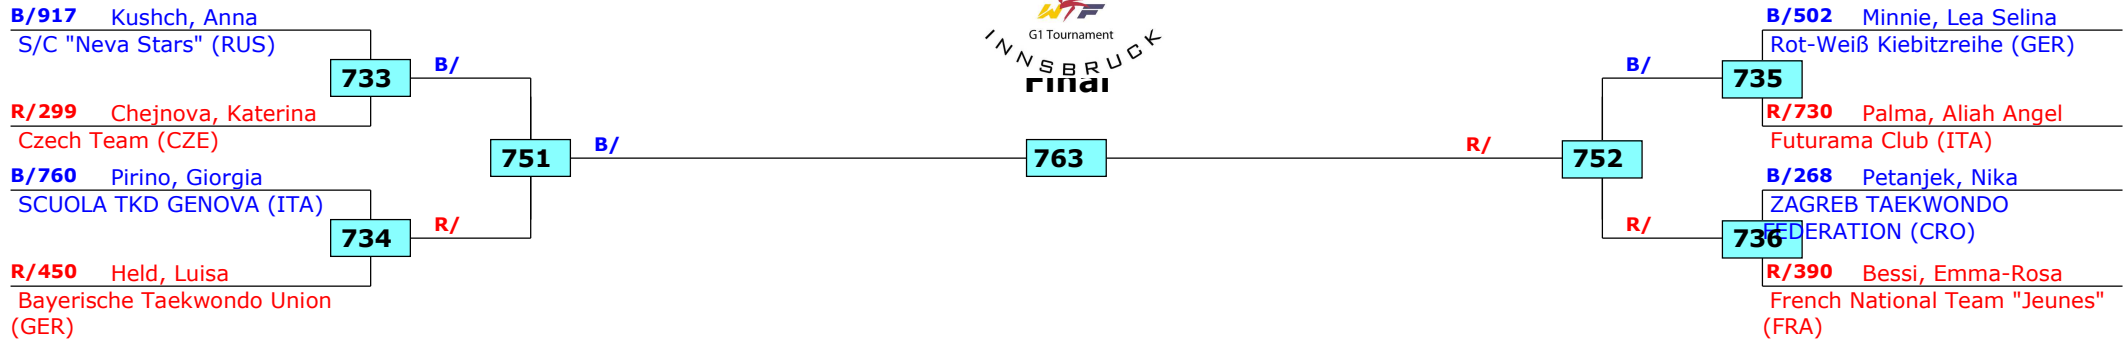 B/917 Kushch, Anna
S/C "Neva Stars" (RUS)
733
B/
R/299 Chejnova, Katerina
Czech Team (CZE)
751
B/
B/760 Pirino, Giorgia
SCUOLA TKD GENOVA (ITA)
734
R/
R/450 Held, Luisa
Bayerische Taekwondo Union
(GER)
WTF
G1 Tournament
INNSBRUCK
Final
763
B/502 Minnie, Lea Selina
Rot-Weiß Kiebitzreihe (GER)
B/
735
R/730 Palma, Aliah Angel
Futurama Club (ITA)
R/
752
B/268 Petanjek, Nika
ZAGREB TAEKWONDO
FEDERATION (CRO)
R/
736
R/390 Bessi, Emma-Rosa
French National Team "Jeunes"
(FRA)